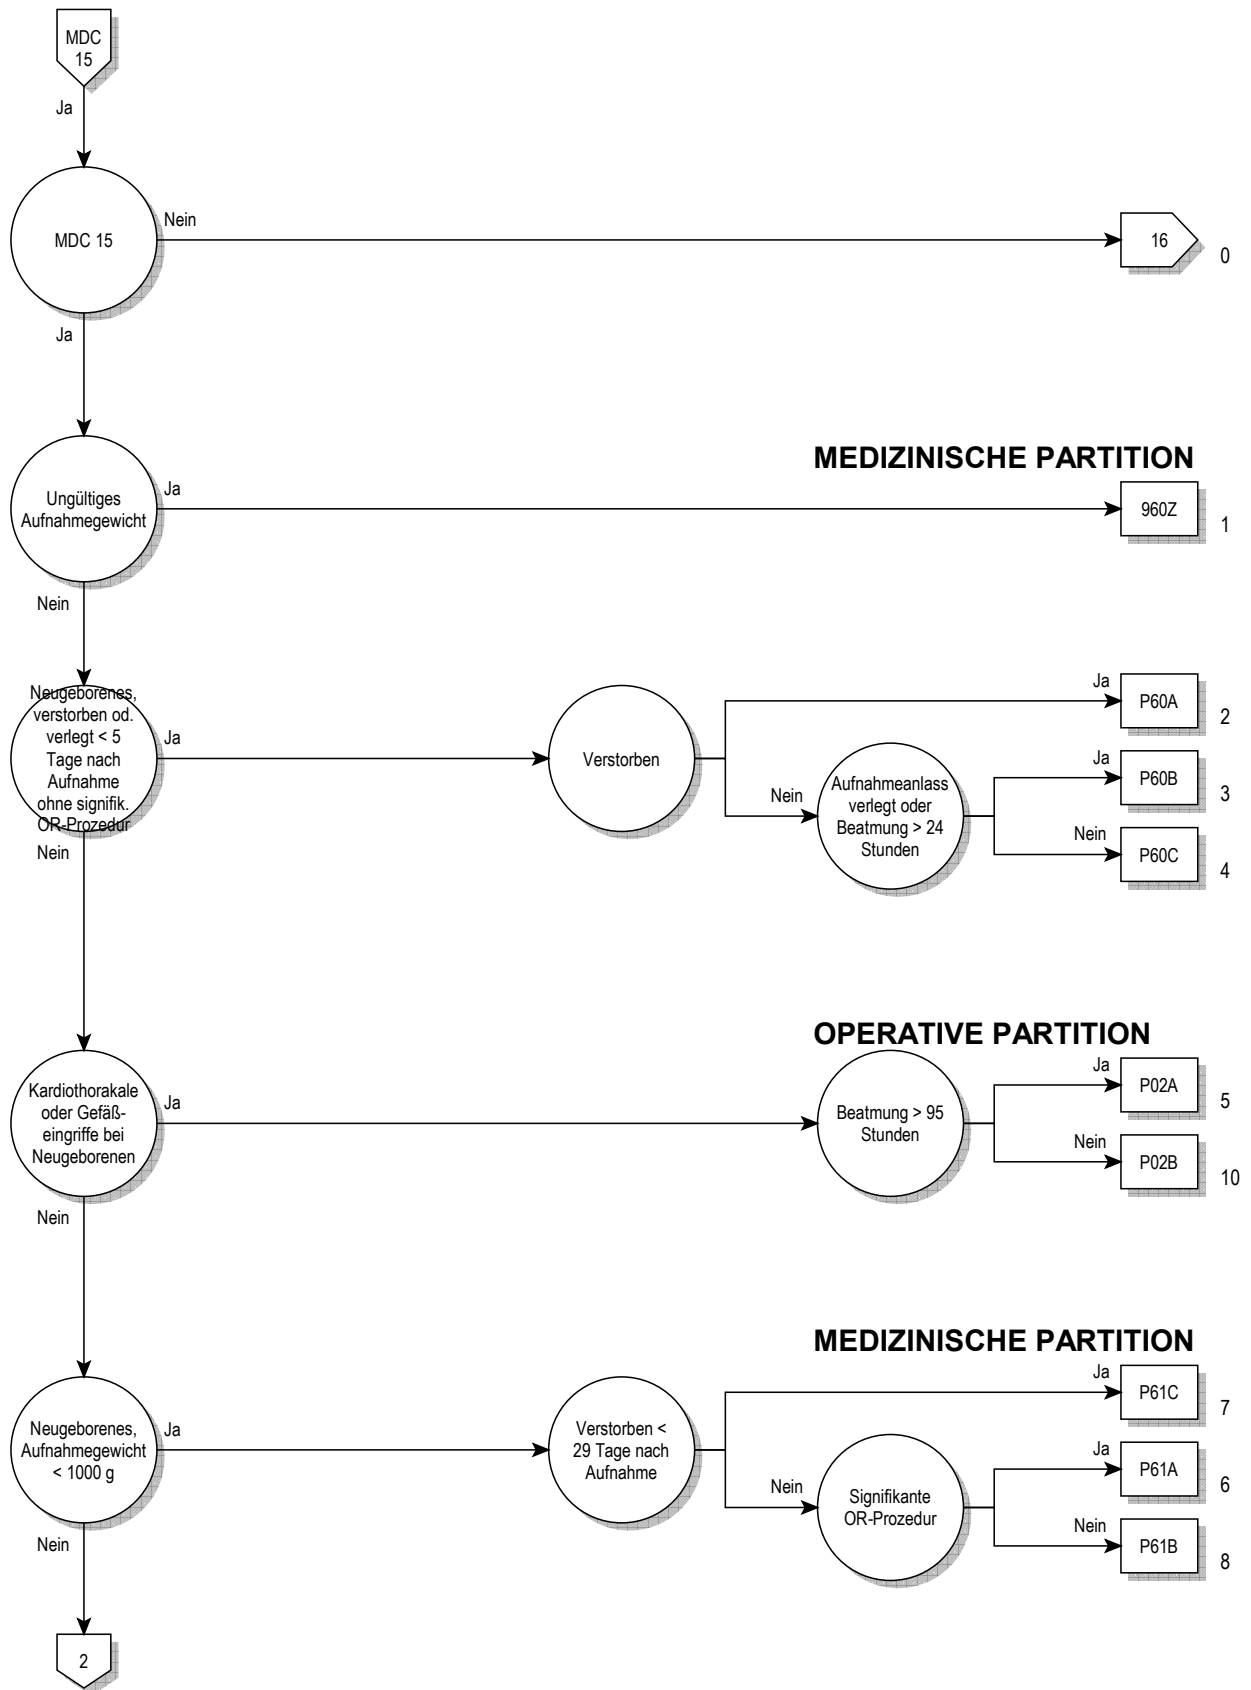 MDC
15
Ja
MDC 15
Nein
16
0
Ja
MEDIZINISCHE PARTITION
Ungültiges
Aufnahmegewicht
Ja
960Z
1
Nein
Neugeborenes,
verstorben od.
verlegt < 5
Tage nach
Aufnahme
ohne signifik.
OR-Prozedur
Ja
Verstorben
Ja
P60A
2
Nein
Aufnahmeanlass
verlegt oder
Beatmung > 24
Stunden
Ja
P60B
3
Nein
P60C
4
Nein
OPERATIVE PARTITION
Kardiothorakale
oder Gefäß-
eingriffe bei
Neugeborenen
Ja
Beatmung > 95
Stunden
Ja
P02A
5
Nein
P02B
10
Nein
MEDIZINISCHE PARTITION
Neugeborenes,
Aufnahmegewicht
< 1000 g
Ja
Verstorben <
29 Tage nach
Aufnahme
Ja
P61C
7
Nein
Signifikante
OR-Prozedur
Ja
P61A
6
Nein
P61B
8
Nein
2